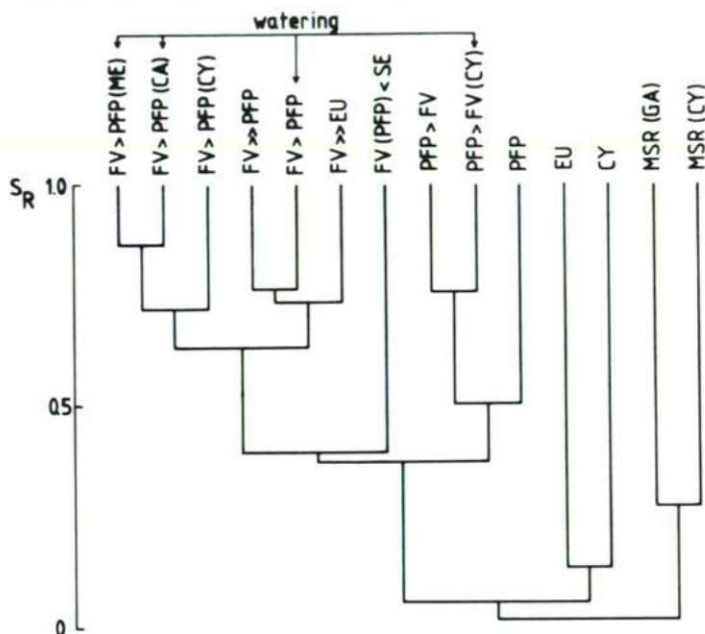 watering
FV > PFP (ME)
FV > PFP (CA)
FV > PFP (CY)
FV ≫ PFP
FV > PFP
FV ≫ EU
FV (PFP) < SE
PFP > FV
PFP > FV (CY)
PFP
EU
CY
MSR (GA)
MSR (CY)
SR
1.0
0.5
0